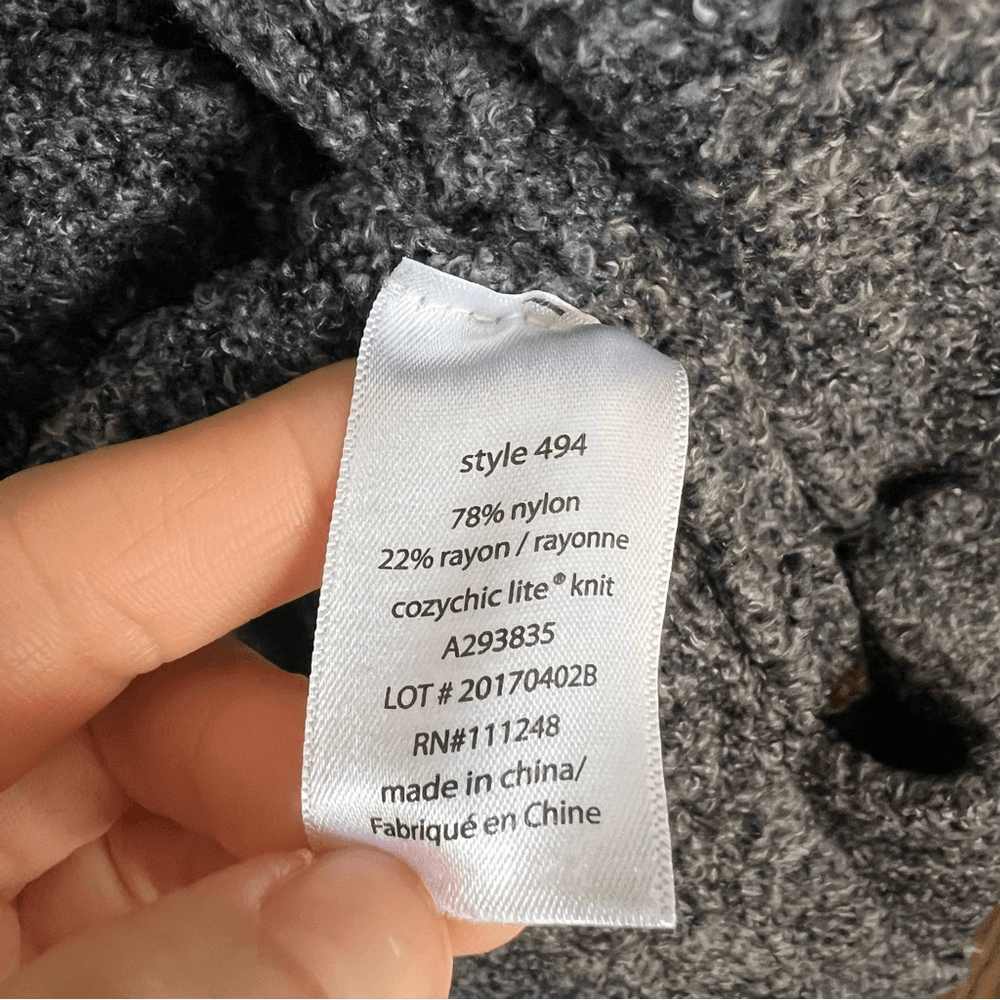 style 494
78% nylon
22% rayon / rayonne
cozychic lite® knit
A293835
LOT # 20170402B
RN#111248
made in china/
Fabriqué en Chine